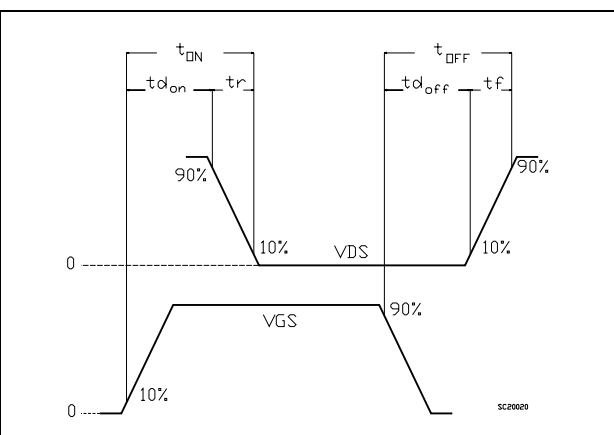 tON tOFF
tdon tr tdoff tf
90% 90%
10% 10%
0 VDS
90%
VGS
10%
0 SC20020